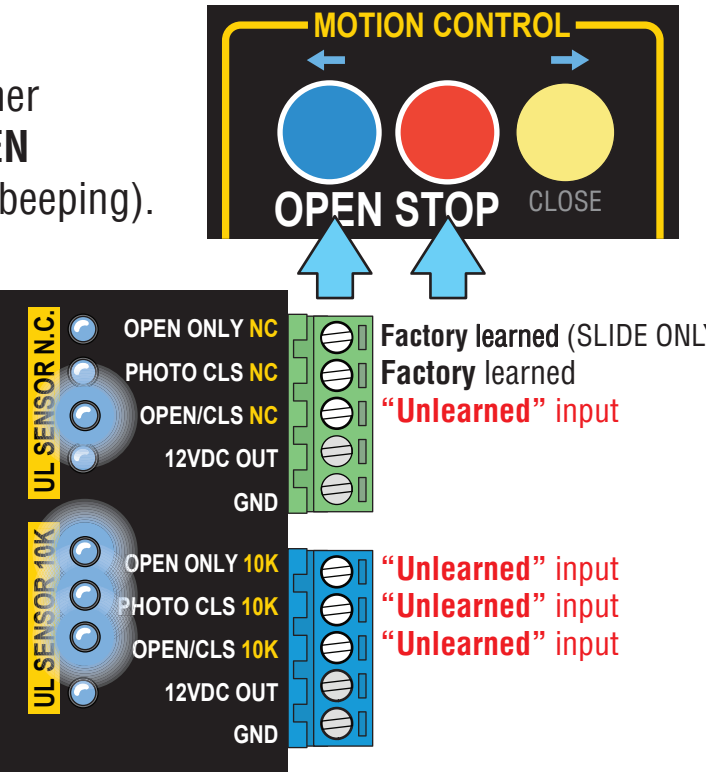 MOTION CONTROL
OPEN STOP CLOSE
EN
beeping).
UL SENSOR N.C.
OPEN ONLY NC
Factory learned (SLIDE ONLY
PHOTO CLS NC
Factory learned
OPEN/CLS NC
“Unlearned” input
12VDC OUT
GND
UL SENSOR 10K
OPEN ONLY 10K
“Unlearned” input
PHOTO CLS 10K
“Unlearned” input
OPEN/CLS 10K
“Unlearned” input
12VDC OUT
GND